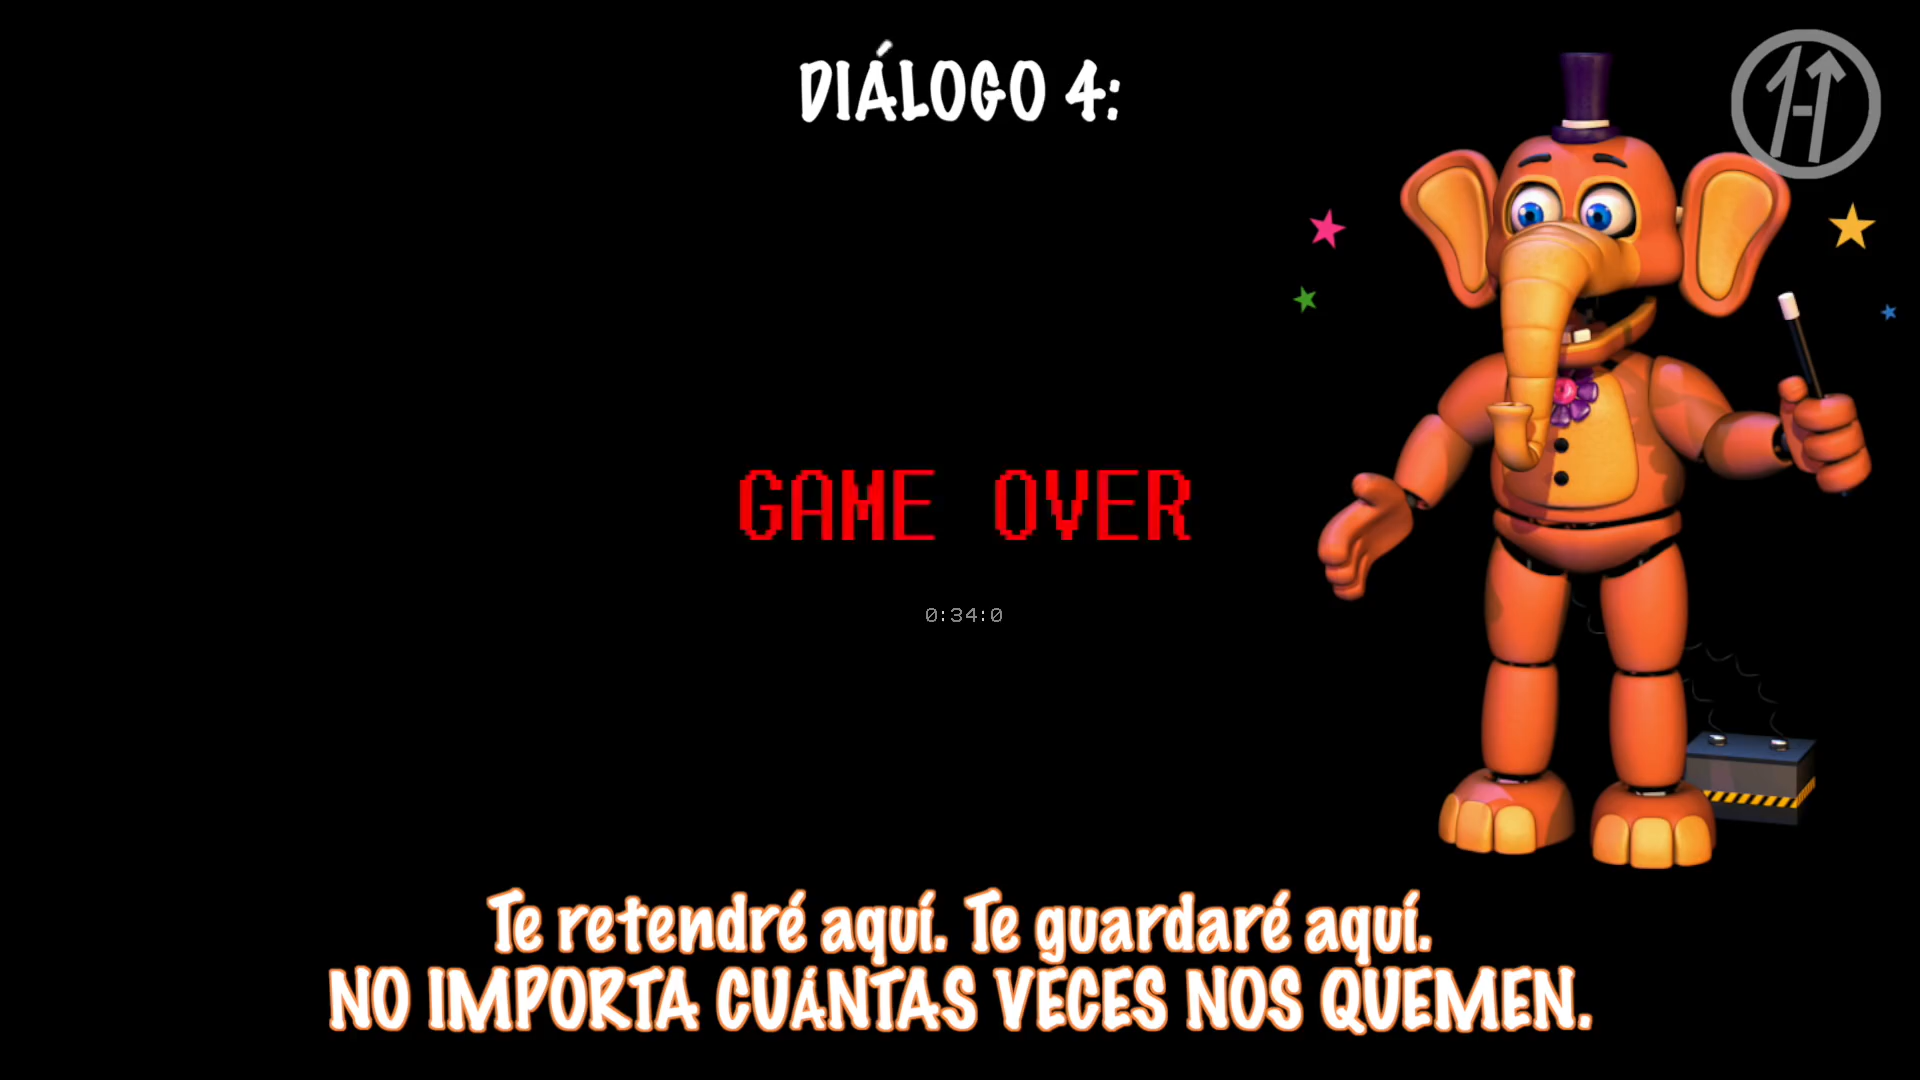 DIÁLOGO 4:
GAME OVER
0:34:0
Te retendré aquí. Te guardaré aquí.
NO IMPORTA CUÁNTAS VECES NOS QUEMEN.